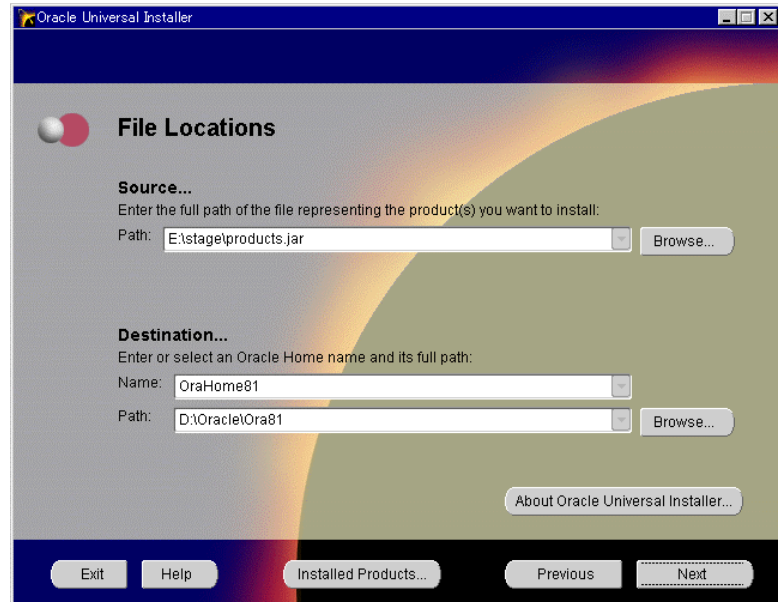 Oracle Universal Installer
File Locations
Source...
Enter the full path of the file representing the product(s) you want to install:
Path: E:\stage\products.jar Browse...
Destination...
Enter or select an Oracle Home name and its full path:
Name: OraHome81
Path: D:\Oracle\Ora81 Browse...
About Oracle Universal Installer...
Exit Help Installed Products... Previous Next